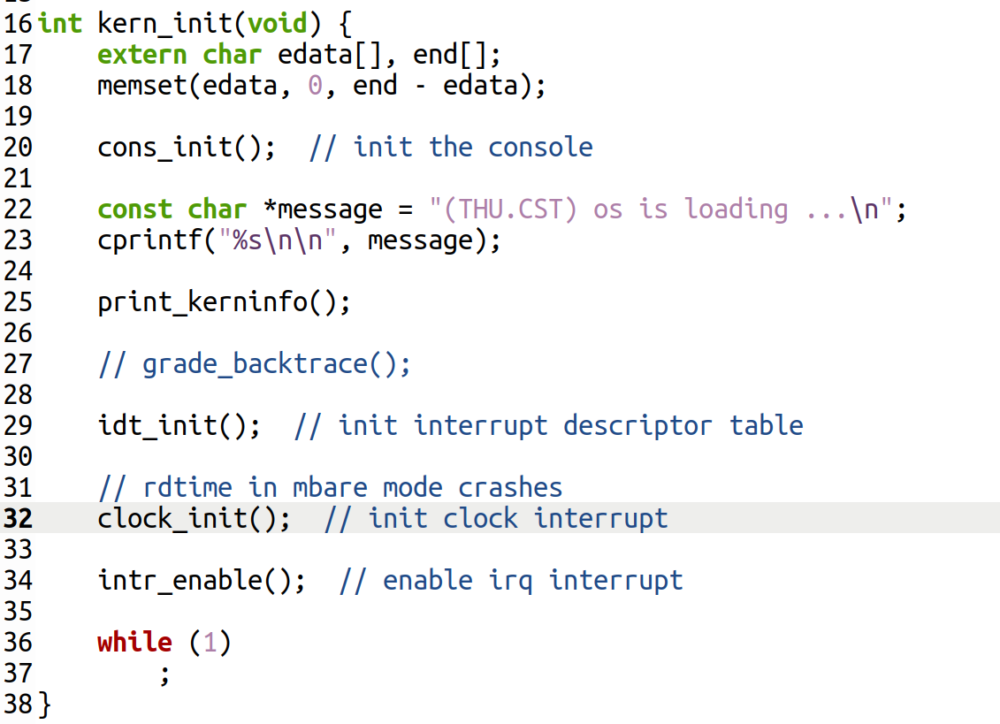 16 int kern_init(void) {
17     extern char edata[], end[];
18     memset(edata, 0, end - edata);
19
20     cons_init();  // init the console
21
22     const char *message = "(THU.CST) os is loading ...\n";
23     cprintf("%s\n\n", message);
24
25     print_kerninfo();
26
27     // grade_backtrace();
28
29     idt_init();  // init interrupt descriptor table
30
31     // rdtime in mbare mode crashes
32     clock_init();  // init clock interrupt
33
34     intr_enable();  // enable irq interrupt
35
36     while (1)
37         ;
38 }